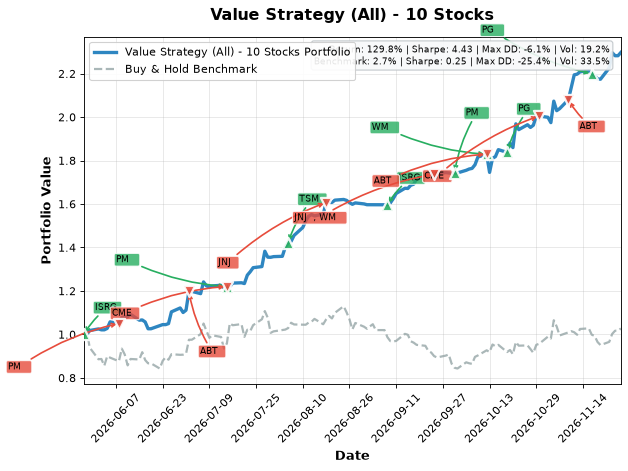 Value Strategy (All) - 10 Stocks
PG
Value Strategy (All) - 10 Stocks Portfolio
129.8% | Sharpe: 4.43 | Max DD: -6.1% | Vol: 19.2%
Buy & Hold Benchmark
2.7% | Sharpe: 0.25 | Max DD: -25.4% | Vol: 33.5%
2.2
2.0
1.8
1.6
1.4
1.2
1.0
0.8
Portfolio Value
PM
PG
WM
ABT
ABT
ISRG
CME
TSM
JNJ, WM
PM
JNJ
ISRG
CME
ABT
PM
2026-06-07
2026-06-23
2026-07-09
2026-07-25
2026-08-10
2026-08-26
2026-09-11
2026-09-27
2026-10-13
2026-10-29
2026-11-14
Date